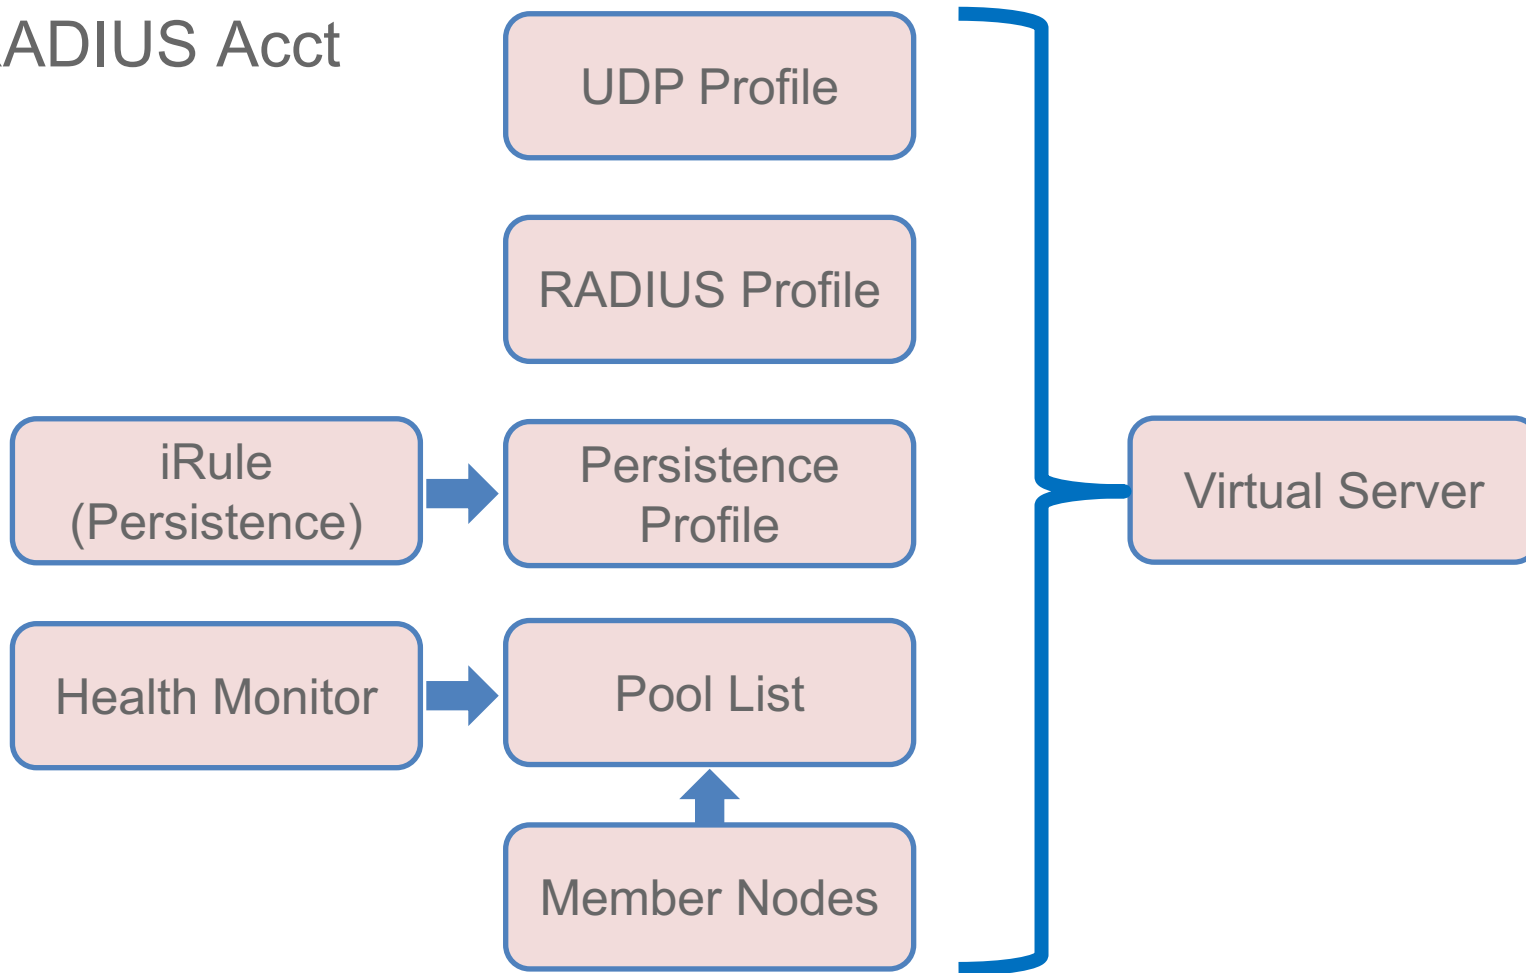 ADIUS Acct
UDP Profile
RADIUS Profile
iRule
(Persistence)
Persistence
Profile
Virtual Server
Health Monitor
Pool List
Member Nodes